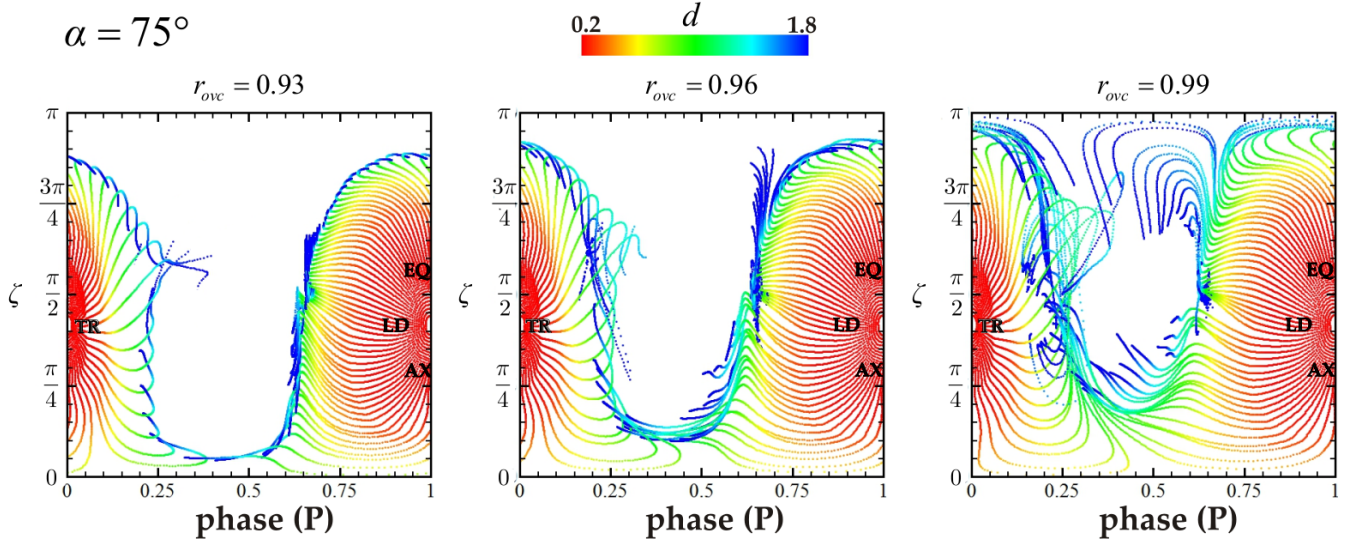 α = 75°
d
0.2 1.8
r_ovc = 0.93
r_ovc = 0.96
r_ovc = 0.99
π
3π/4
π/2
π/4
0
ζ
TR
EQ
LD
AX
0 0.25 0.5 0.75 1
phase (P)
π
3π/4
π/2
π/4
0
ζ
TR
EQ
LD
AX
0 0.25 0.5 0.75 1
phase (P)
π
3π/4
π/2
π/4
0
ζ
TR
EQ
LD
AX
0 0.25 0.5 0.75 1
phase (P)